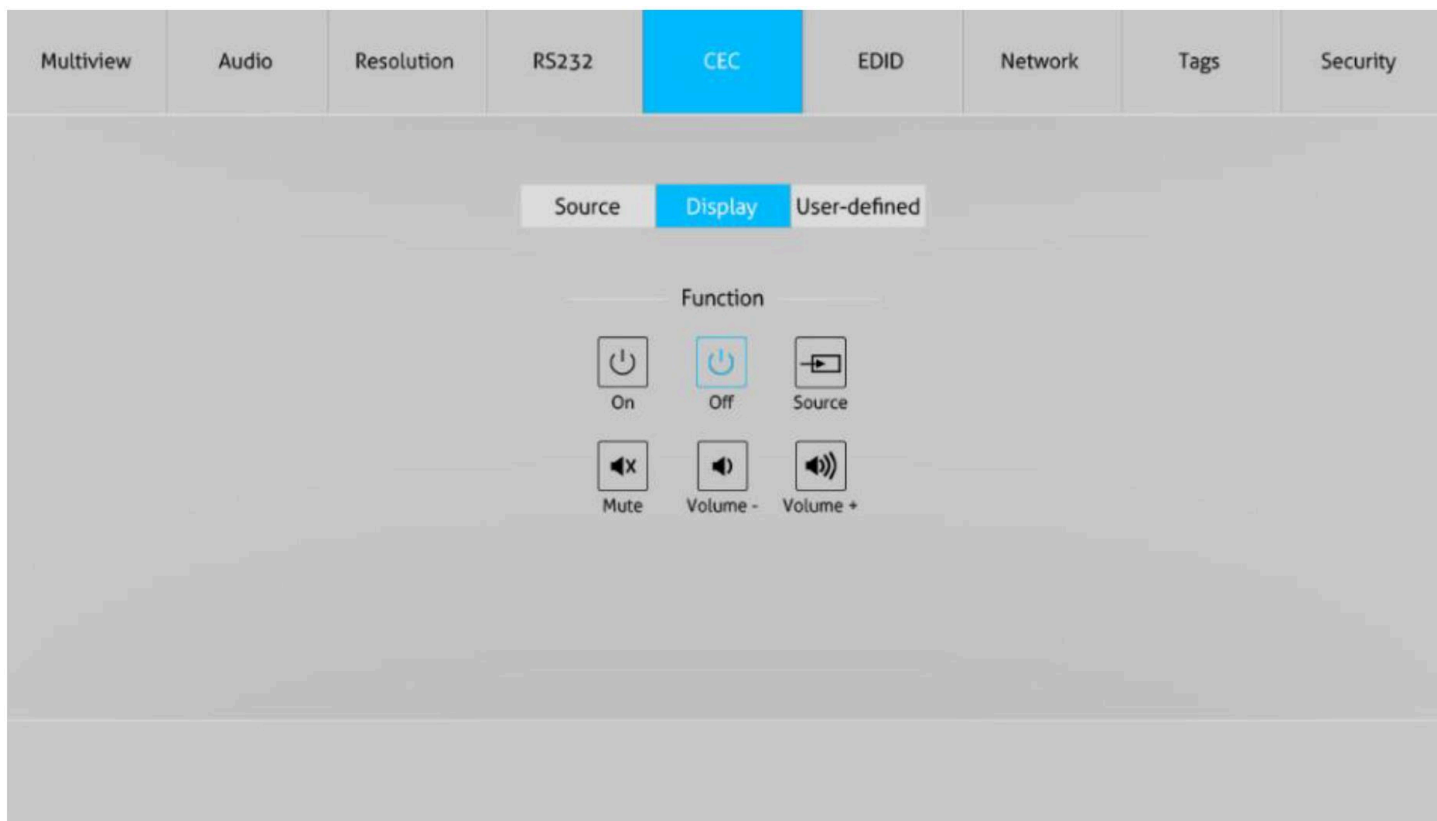 Multiview Audio Resolution RS232 CEC EDID Network Tags Security
Source Display User-defined
Function
On Off Source
Mute Volume - Volume +